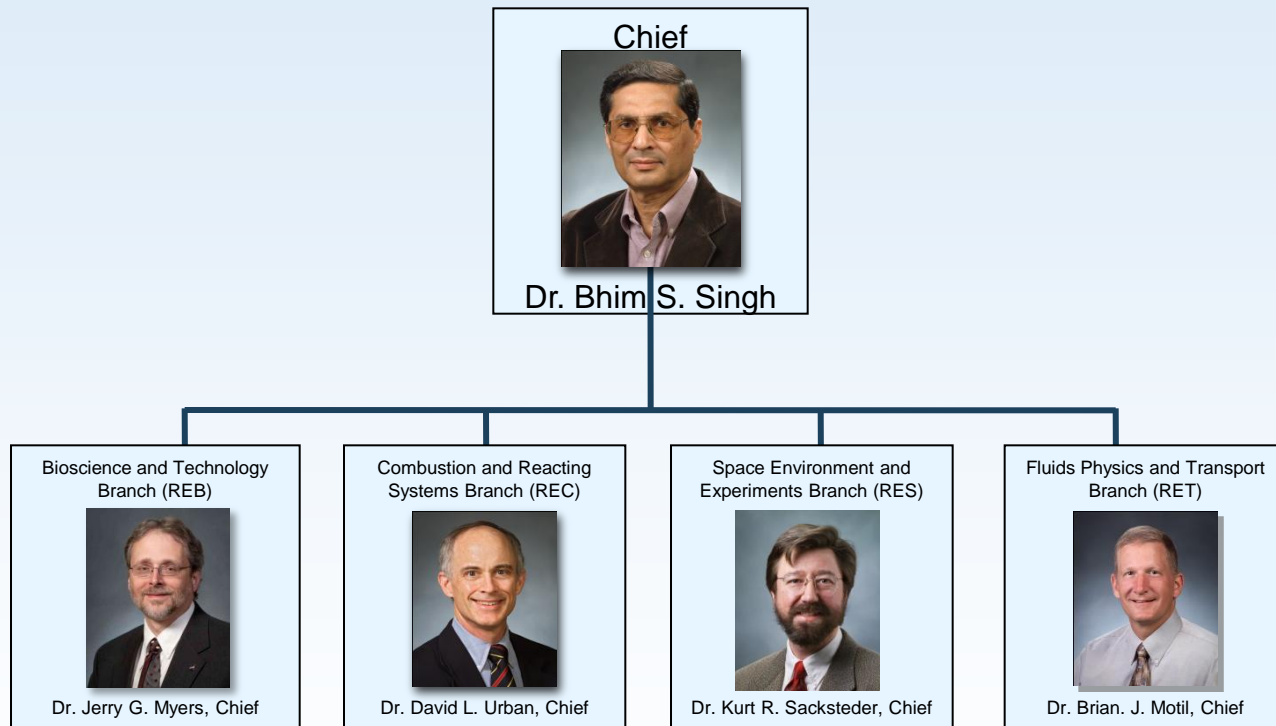 Chief
Dr. Bhim S. Singh
Bioscience and Technology
Branch (REB)
Dr. Jerry G. Myers, Chief
Combustion and Reacting
Systems Branch (REC)
Dr. David L. Urban, Chief
Space Environment and
Experiments Branch (RES)
Dr. Kurt R. Sacksteder, Chief
Fluids Physics and Transport
Branch (RET)
Dr. Brian. J. Motil, Chief